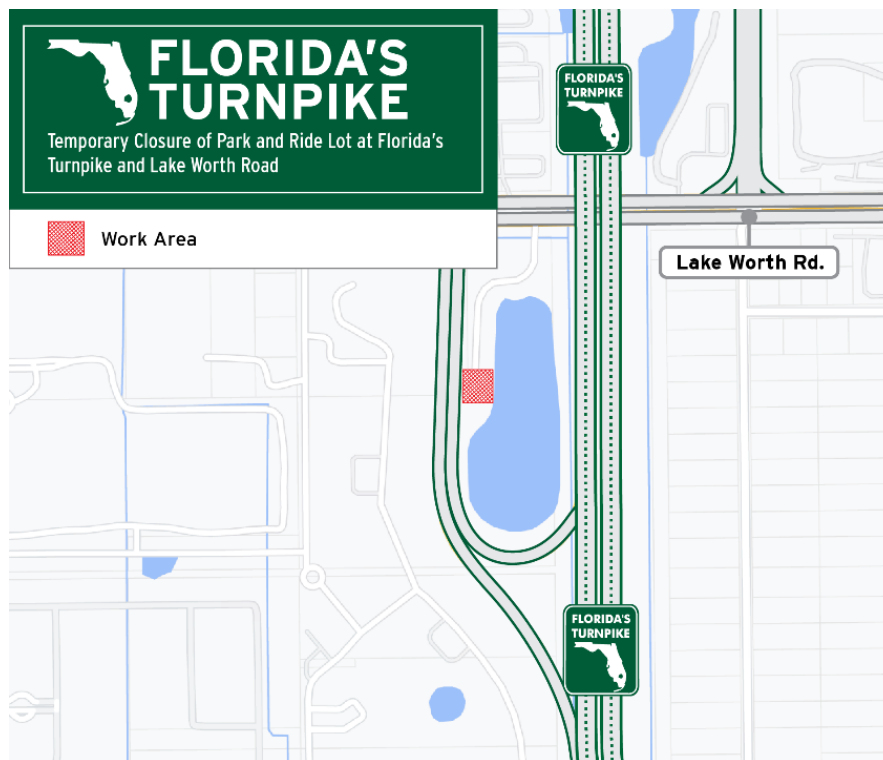 FLORIDA'S
TURNPIKE
Temporary Closure of Park and Ride Lot at Florida's
Turnpike and Lake Worth Road
Work Area
FLORIDA'S
TURNPIKE
Lake Worth Rd.
FLORIDA'S
TURNPIKE